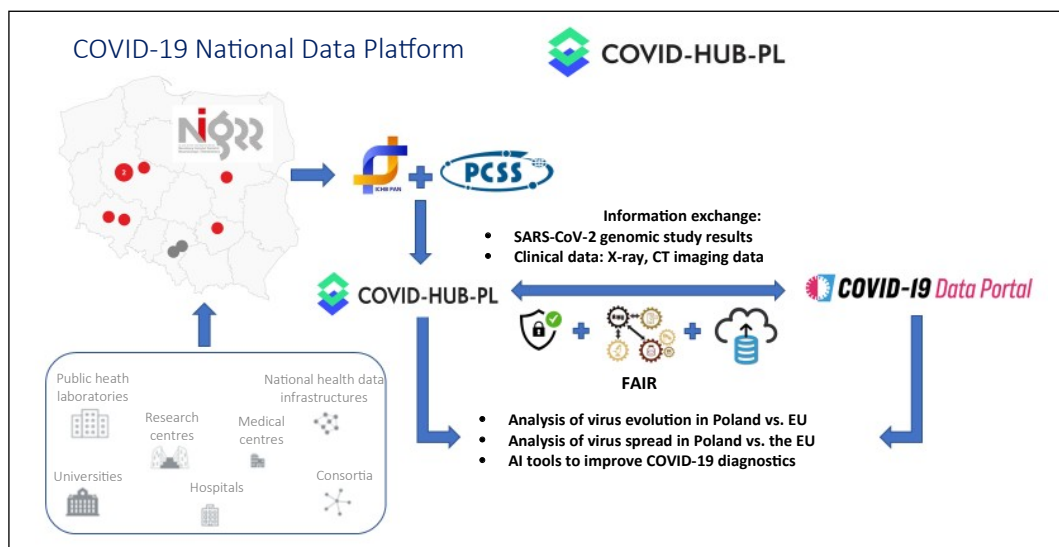 COVID-19 National Data Platform
COVID-HUB-PL
2
ICHB PAN
PCSS
Information exchange:
• SARS-CoV-2 genomic study results
• Clinical data: X-ray, CT imaging data
COVID-HUB-PL
COVID-19 Data Portal
FAIR
Public heath
laboratories
National health data
infrastructures
Research
centres
Medical
centres
Universities
Hospitals
Consortia
• Analysis of virus evolution in Poland vs. EU
• Analysis of virus spread in Poland vs. the EU
• AI tools to improve COVID-19 diagnostics